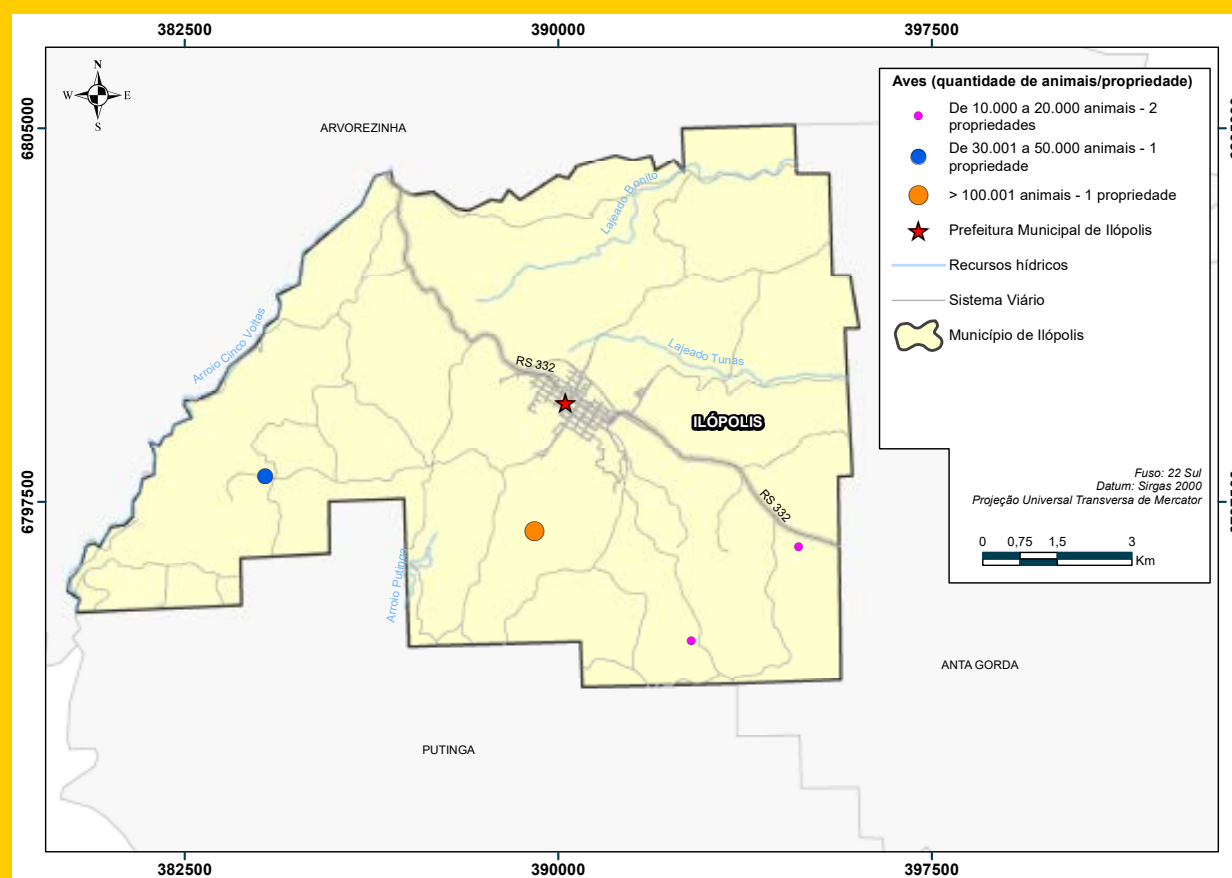 382500
390000
397500
N
W
E
S
6805000
6797500
ARVOREZINHA
Lajeado Bonito
Arroio Cinco Voltas
RS 332
Lajeado Tunas
ILÓPOLIS
RS 332
Arroio Putinga
PUTINGA
ANTA GORDA
Aves (quantidade de animais/propriedade)
De 10.000 a 20.000 animais - 2
propriedades
De 30.001 a 50.000 animais - 1
propriedade
> 100.001 animais - 1 propriedade
Prefeitura Municipal de Ilópolis
Recursos hídricos
Sistema Viário
Município de Ilópolis
Fuso: 22 Sul
Datum: Sirgas 2000
Projeção Universal Transversa de Mercator
0 0,75 1,5 3
Km
382500
390000
397500